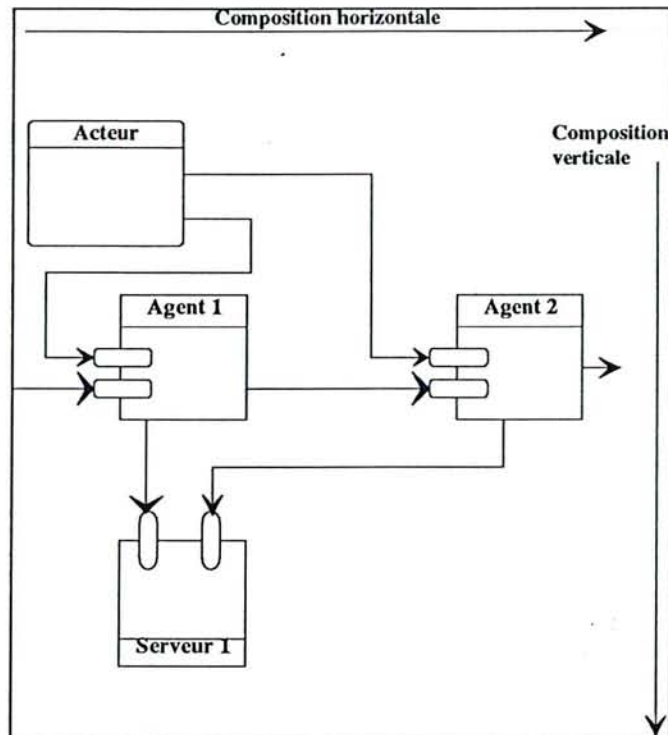 Composition horizontale
Acteur
Composition
verticale
Agent 1
Agent 2
Serveur 1